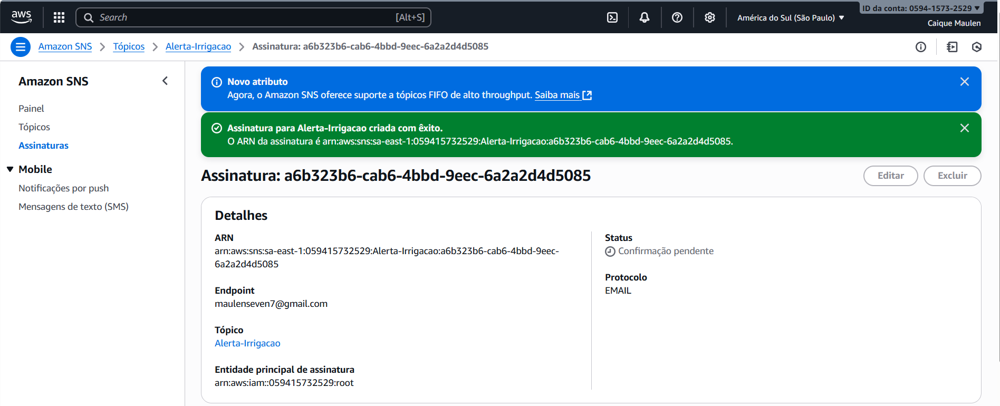 aws
Search
[Alt+S]
América do Sul (São Paulo)
ID da conta: 0594-1573-2529
Caique Maulen
Amazon SNS
Tópicos
Alerta-Irrigacao
Assinatura: a6b323b6-cab6-4bbd-9eec-6a2a2d4d5085
Amazon SNS
Painel
Tópicos
Assinaturas
Mobile
Notificações por push
Mensagens de texto (SMS)
Novo atributo
Agora, o Amazon SNS oferece suporte a tópicos FIFO de alto throughput. Saiba mais
Assinatura para Alerta-Irrigacao criada com êxito.
O ARN da assinatura é arn:aws:sns:sa-east-1:059415732529:Alerta-Irrigacao:a6b323b6-cab6-4bbd-9eec-6a2a2d4d5085.
Assinatura: a6b323b6-cab6-4bbd-9eec-6a2a2d4d5085
Editar
Excluir
Detalhes
ARN
arn:aws:sns:sa-east-1:059415732529:Alerta-Irrigacao:a6b323b6-cab6-4bbd-9eec-
6a2a2d4d5085
Endpoint
maulenseven7@gmail.com
Tópico
Alerta-Irrigacao
Entidade principal de assinatura
arn:aws:iam::059415732529:root
Status
Confirmação pendente
Protocolo
EMAIL